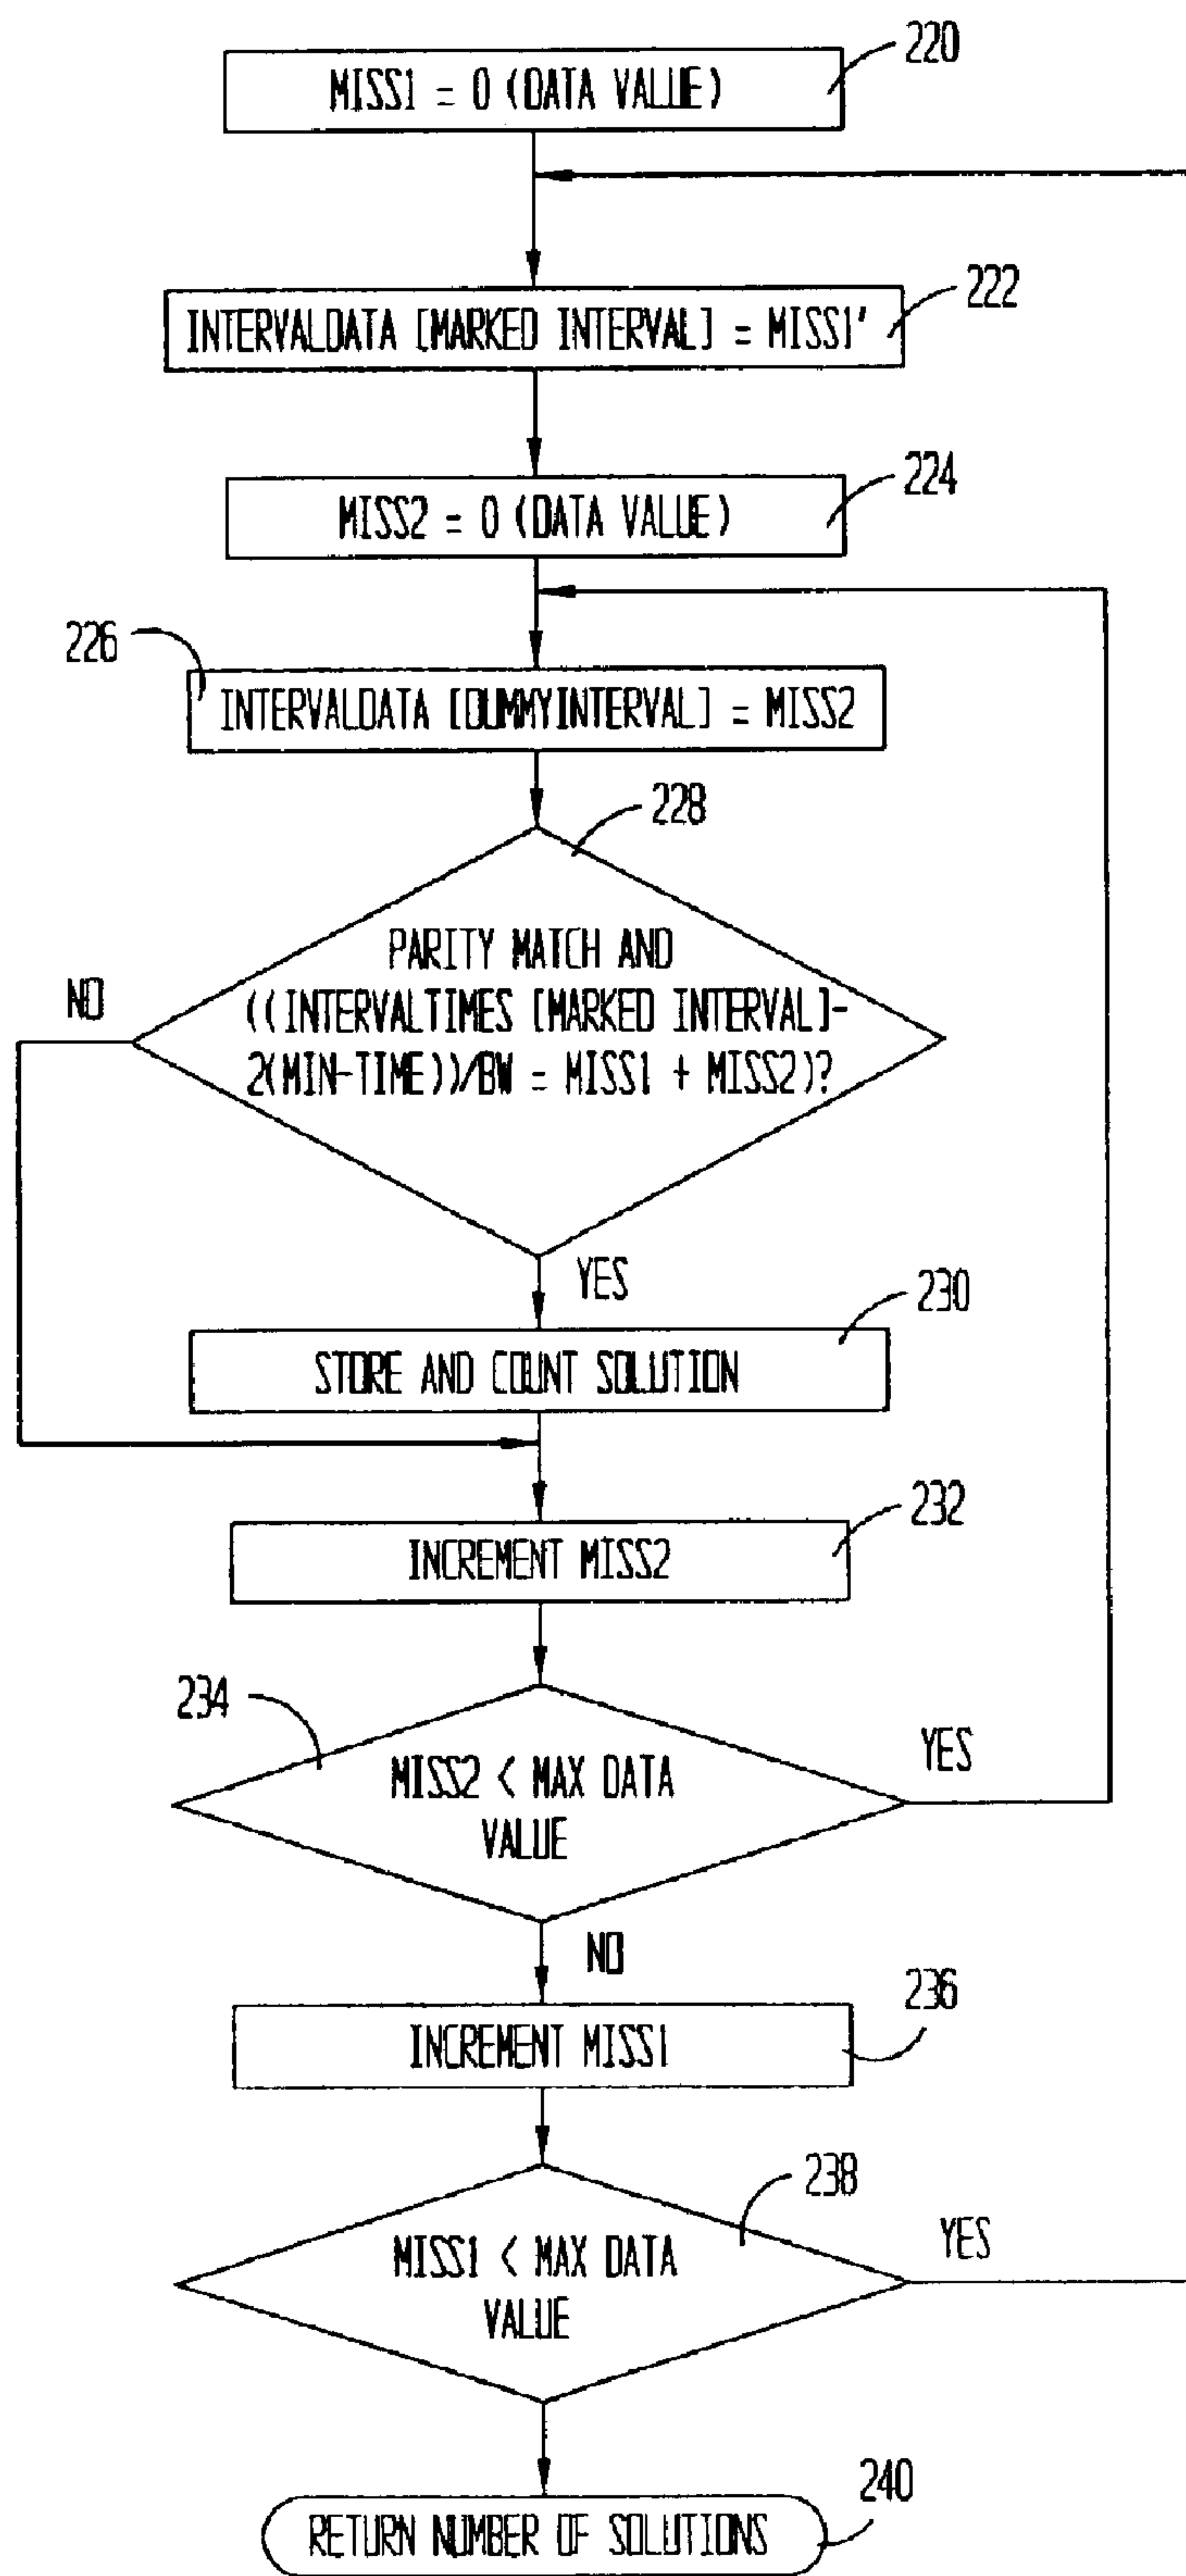 220
MISS1 = 0 (DATA VALUE)
222
INTERVALDATA [MARKED INTERVAL] = MISS1'
224
MISS2 = 0 (DATA VALUE)
226
INTERVALDATA [DUMMYINTERVAL] = MISS2
228
PARITY MATCH AND
((INTERVALTIMES [MARKED INTERVAL]-
2(MIN-TIME))/BW = MISS1 + MISS2)?
NO
YES
230
STORE AND COUNT SOLUTION
232
INCREMENT MISS2
234
MISS2 < MAX DATA
VALUE
YES
NO
236
INCREMENT MISS1
238
MISS1 < MAX DATA
VALUE
YES
240
RETURN NUMBER OF SOLUTIONS